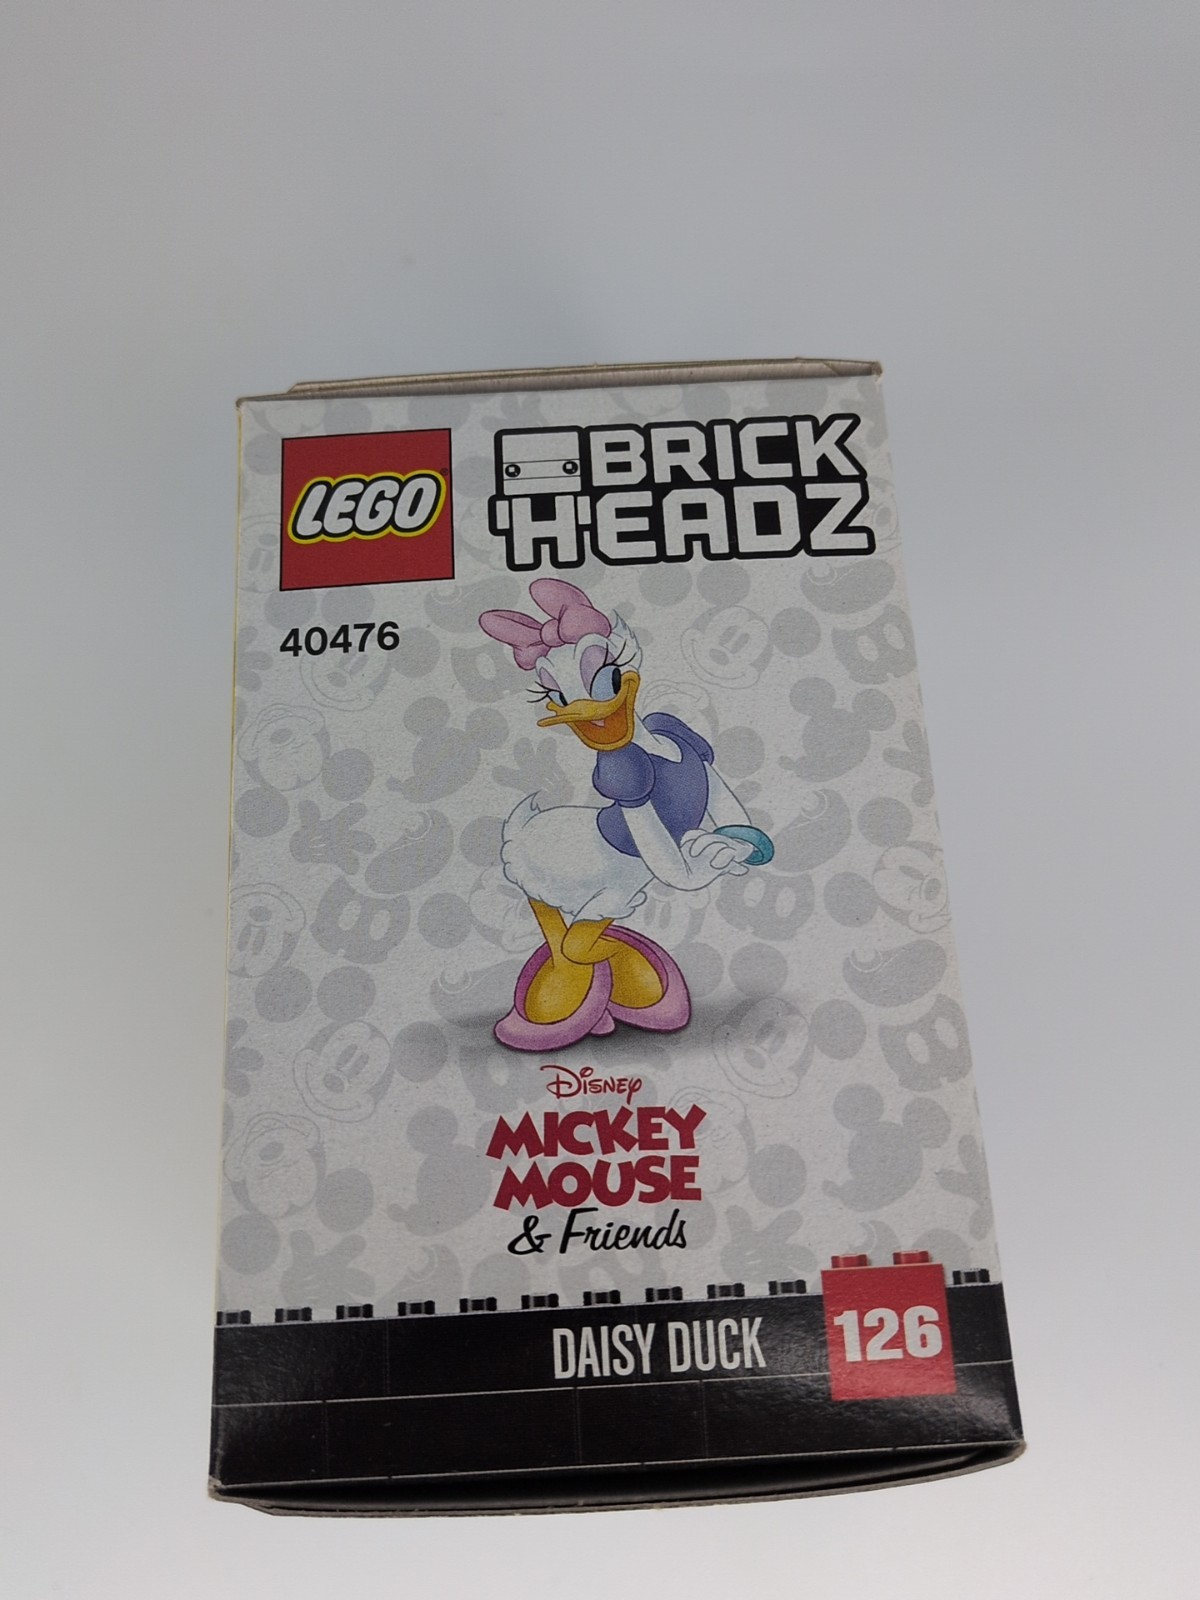 LEGO
BRICK
HEADZ
40476
Disney
MICKEY
MOUSE
& Friends
DAISY DUCK
126